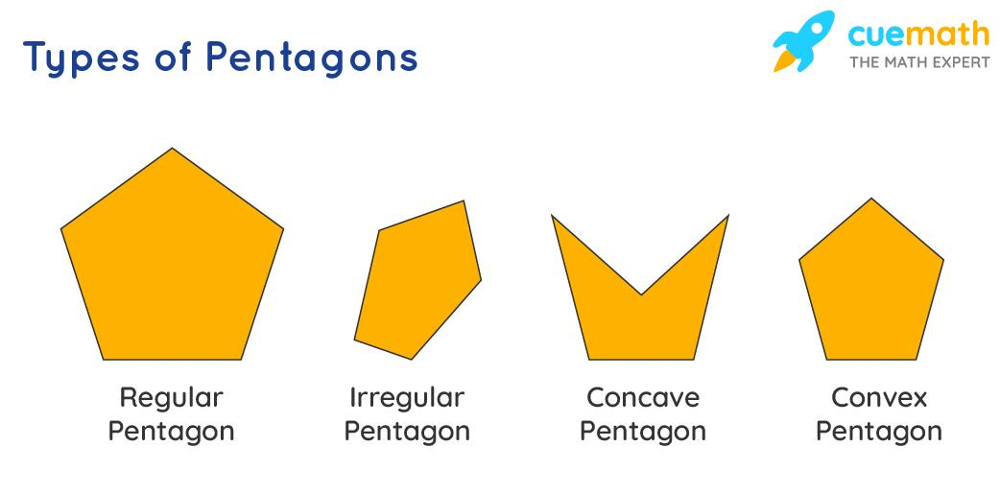 Types of Pentagons
cuemath
THE MATH EXPERT
Regular
Pentagon
Irregular
Pentagon
Concave
Pentagon
Convex
Pentagon